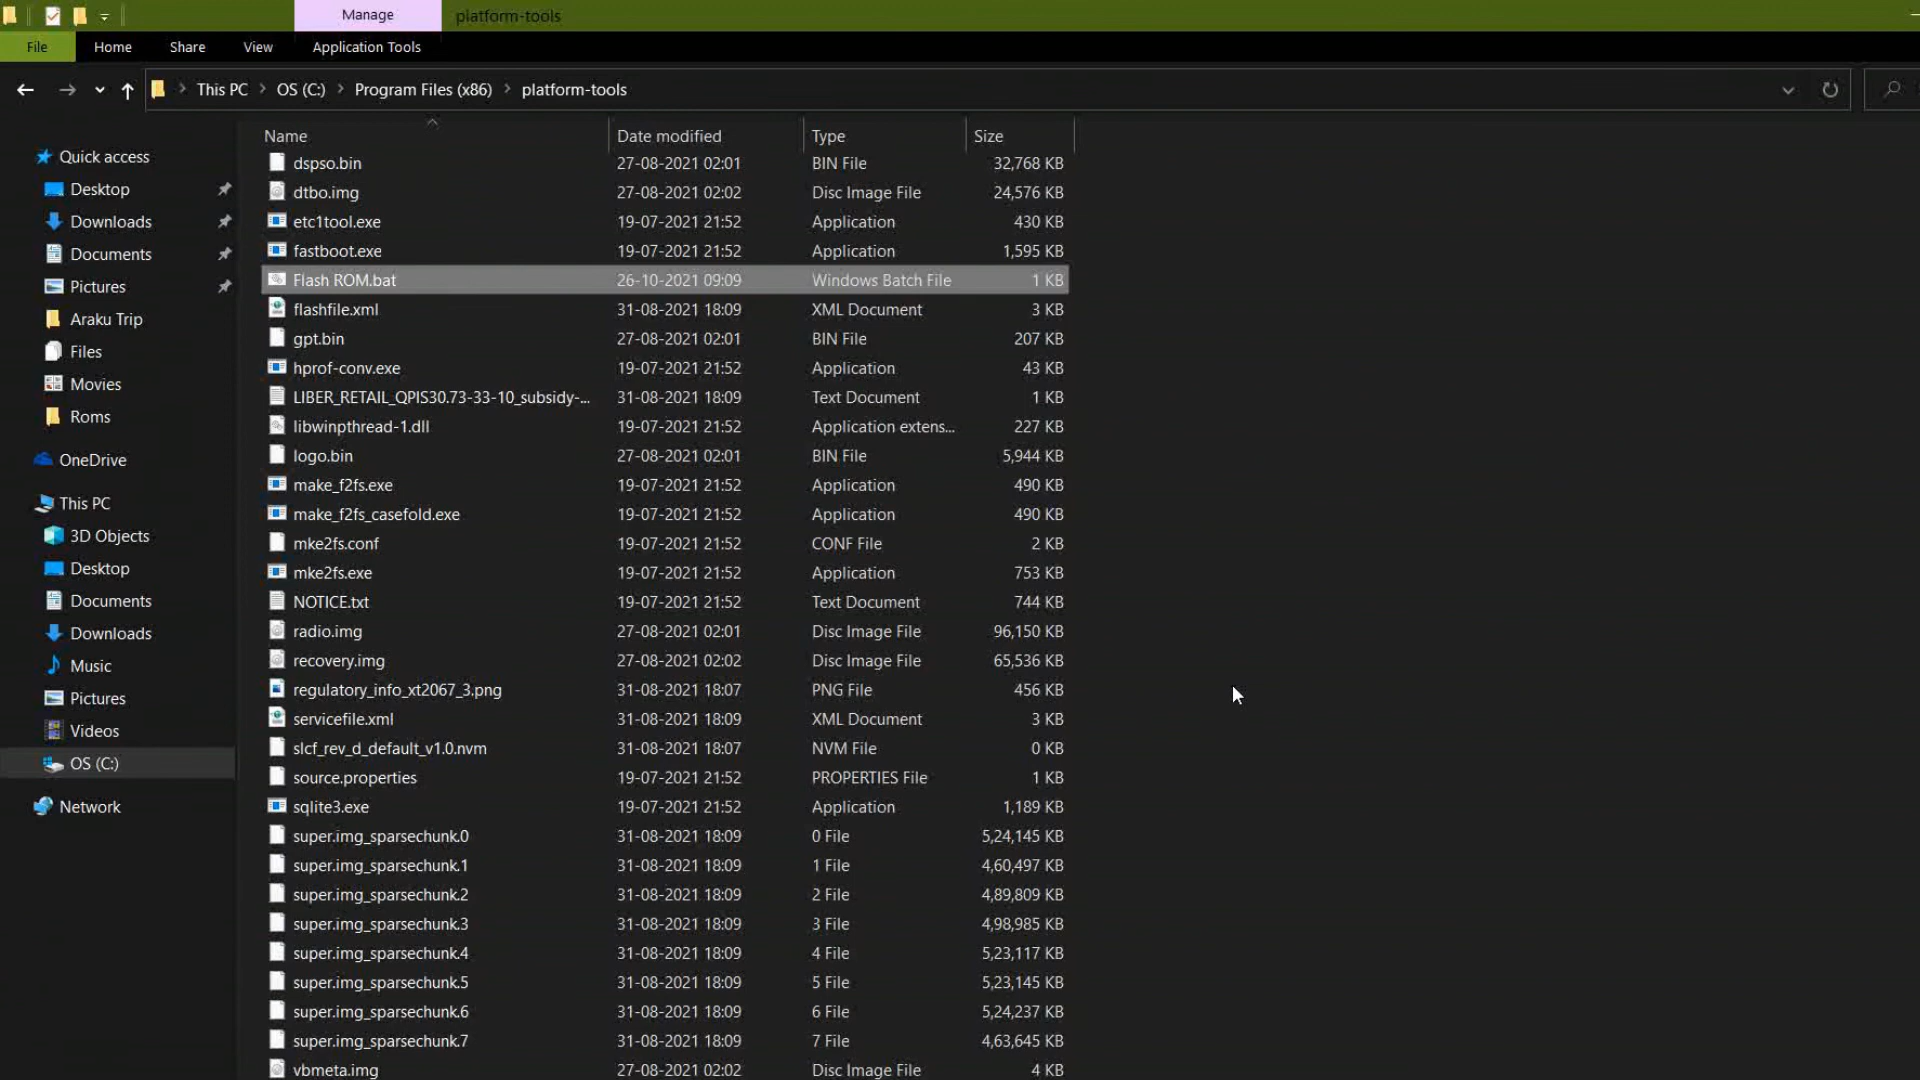 Manage platform-tools
File Home Share View Application Tools
This PC OS (C:) Program Files (x86) platform-tools
Name Date modified Type Size
Quick access
Desktop
Downloads
Documents
Pictures
Araku Trip
Files
Movies
Roms
OneDrive
This PC
3D Objects
Desktop
Documents
Downloads
Music
Pictures
Videos
OS (C:)
Network
dspso.bin 27-08-2021 02:01 BIN File 32,768 KB
dtbo.img 27-08-2021 02:02 Disc Image File 24,576 KB
etc1tool.exe 19-07-2021 21:52 Application 430 KB
fastboot.exe 19-07-2021 21:52 Application 1,595 KB
Flash ROM.bat 26-10-2021 09:09 Windows Batch File 1 KB
flashfile.xml 31-08-2021 18:09 XML Document 3 KB
gpt.bin 27-08-2021 02:01 BIN File 207 KB
hprof-conv.exe 19-07-2021 21:52 Application 43 KB
LIBER_RETAIL_QPIS30.73-33-10_subsidy-... 31-08-2021 18:09 Text Document 1 KB
libwinpthread-1.dll 19-07-2021 21:52 Application extens... 227 KB
logo.bin 27-08-2021 02:01 BIN File 5,944 KB
make_f2fs.exe 19-07-2021 21:52 Application 490 KB
make_f2fs_casefold.exe 19-07-2021 21:52 Application 490 KB
mke2fs.conf 19-07-2021 21:52 CONF File 2 KB
mke2fs.exe 19-07-2021 21:52 Application 753 KB
NOTICE.txt 19-07-2021 21:52 Text Document 744 KB
radio.img 27-08-2021 02:01 Disc Image File 96,150 KB
recovery.img 27-08-2021 02:02 Disc Image File 65,536 KB
regulatory_info_xt2067_3.png 31-08-2021 18:07 PNG File 456 KB
servicefile.xml 31-08-2021 18:09 XML Document 3 KB
slcf_rev_d_default_v1.0.nvm 31-08-2021 18:07 NVM File 0 KB
source.properties 19-07-2021 21:52 PROPERTIES File 1 KB
sqlite3.exe 19-07-2021 21:52 Application 1,189 KB
super.img_sparsechunk.0 31-08-2021 18:09 0 File 5,24,145 KB
super.img_sparsechunk.1 31-08-2021 18:09 1 File 4,60,497 KB
super.img_sparsechunk.2 31-08-2021 18:09 2 File 4,89,809 KB
super.img_sparsechunk.3 31-08-2021 18:09 3 File 4,98,985 KB
super.img_sparsechunk.4 31-08-2021 18:09 4 File 5,23,117 KB
super.img_sparsechunk.5 31-08-2021 18:09 5 File 5,23,145 KB
super.img_sparsechunk.6 31-08-2021 18:09 6 File 5,24,237 KB
super.img_sparsechunk.7 31-08-2021 18:09 7 File 4,63,645 KB
vbmeta.img 27-08-2021 02:02 Disc Image File 4 KB